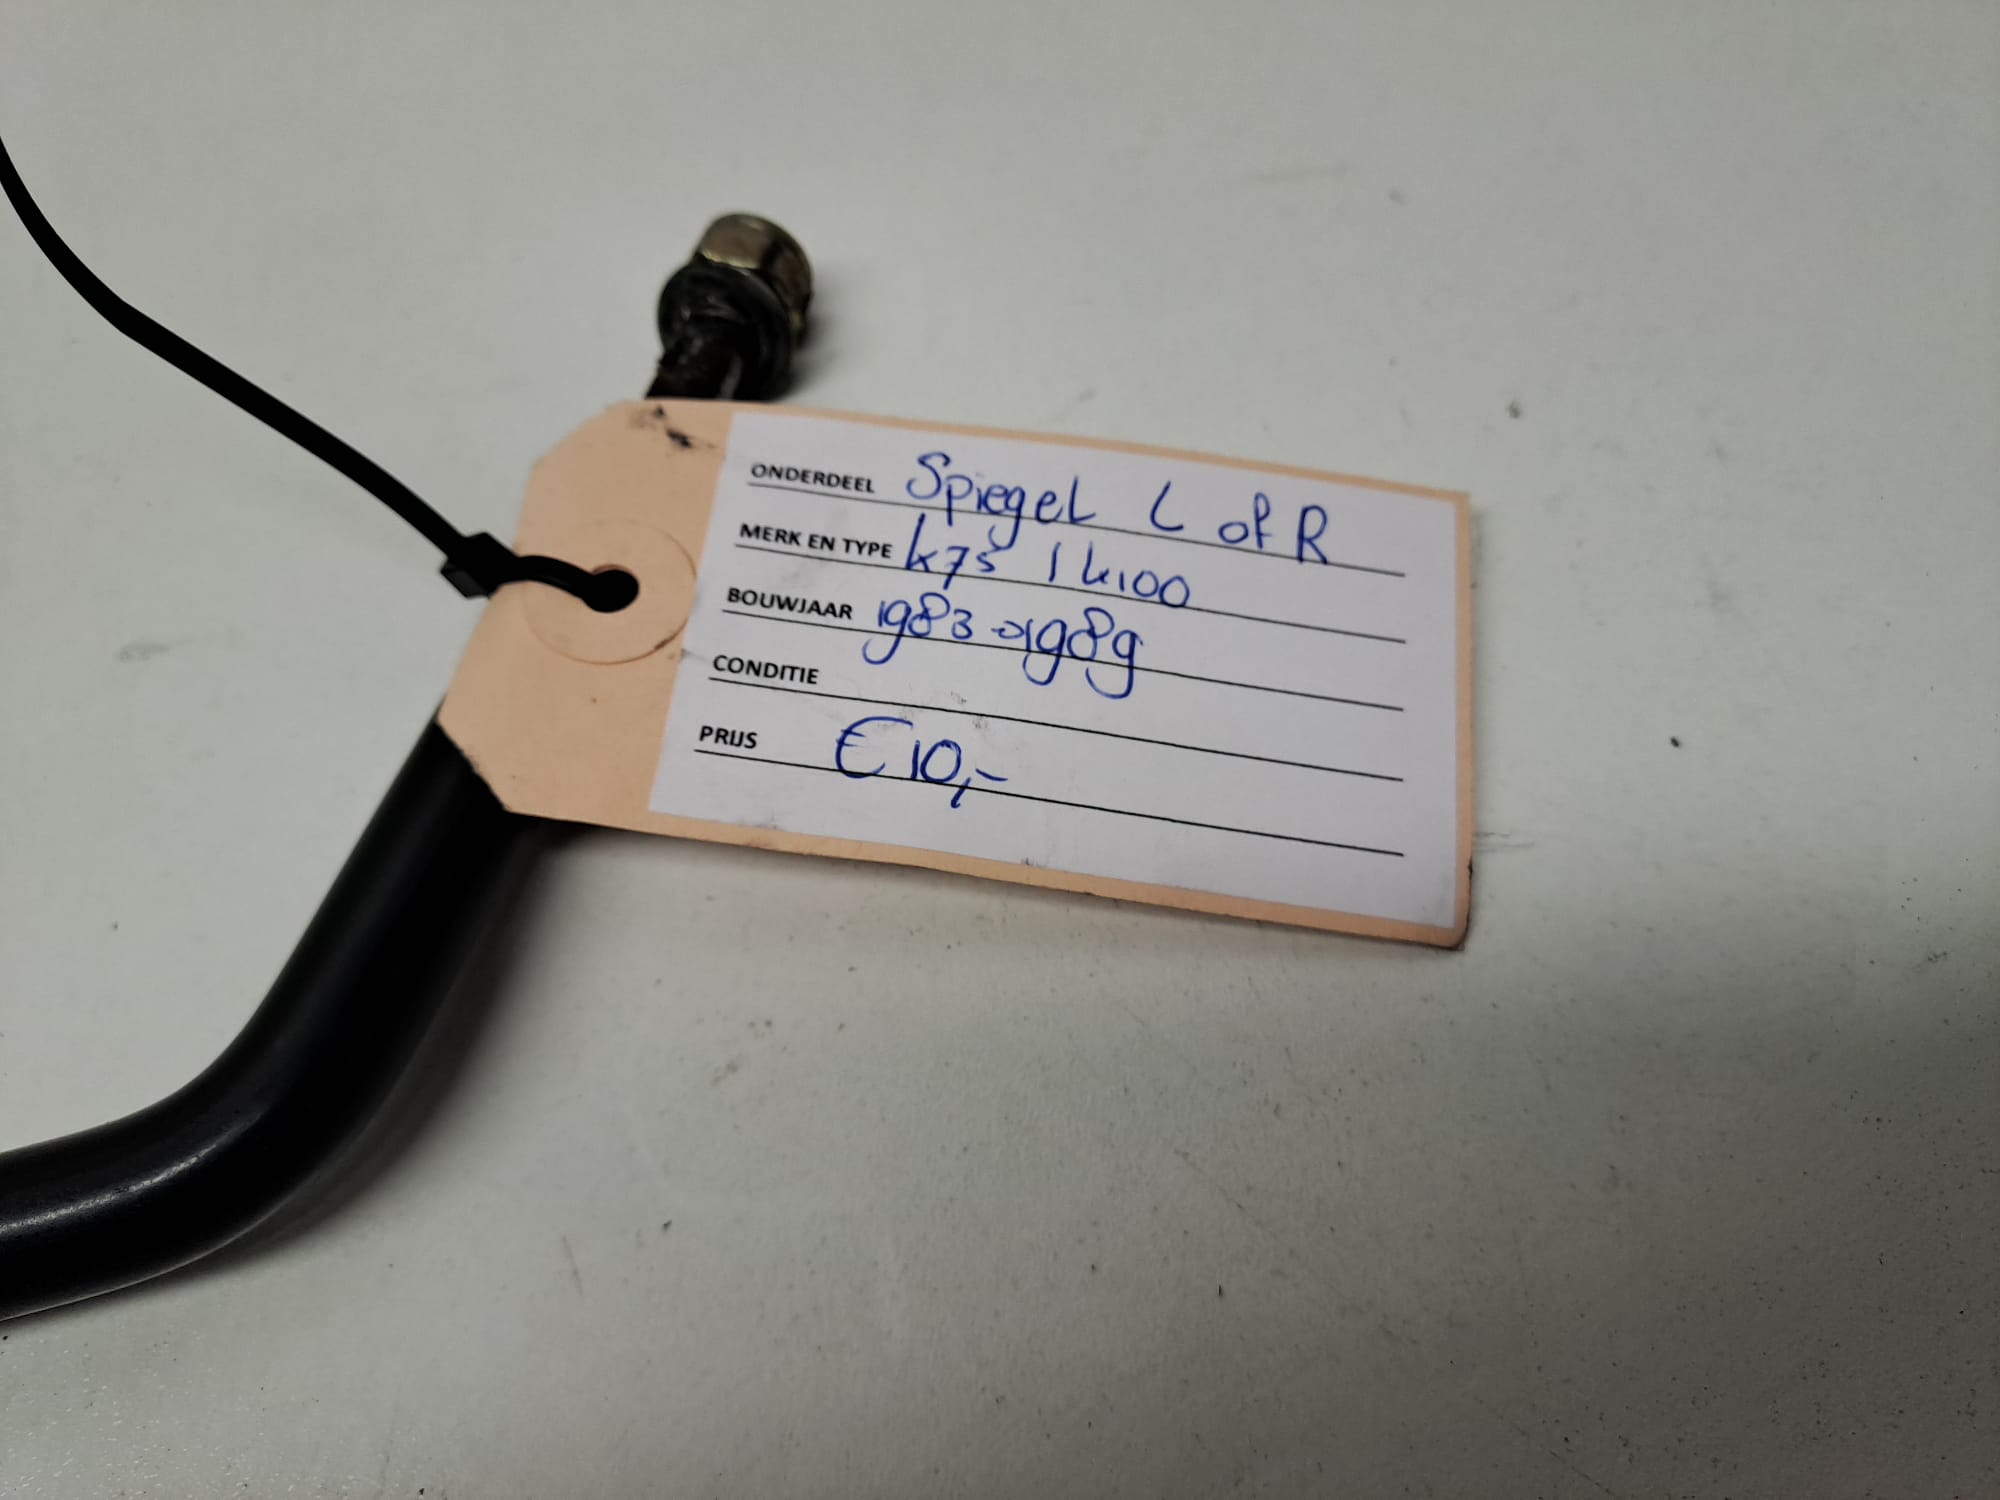 ONDERDEEL Spiegel L of R
MERK EN TYPE K75 / K100
BOUWJAAR 1983 → 1989
CONDITIE
PRIJS € 10,-